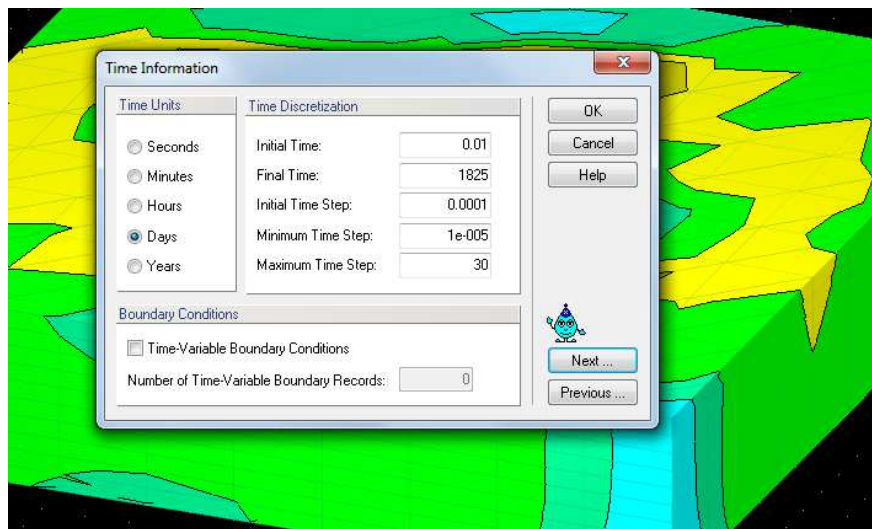 Time Information
Time Units
Seconds
Minutes
Hours
Days
Years
Time Discretization
Initial Time: 0.01
Final Time: 1825
Initial Time Step: 0.0001
Minimum Time Step: 1e-005
Maximum Time Step: 30
OK
Cancel
Help
Boundary Conditions
Time-Variable Boundary Conditions
Number of Time-Variable Boundary Records: 0
Next ...
Previous ...